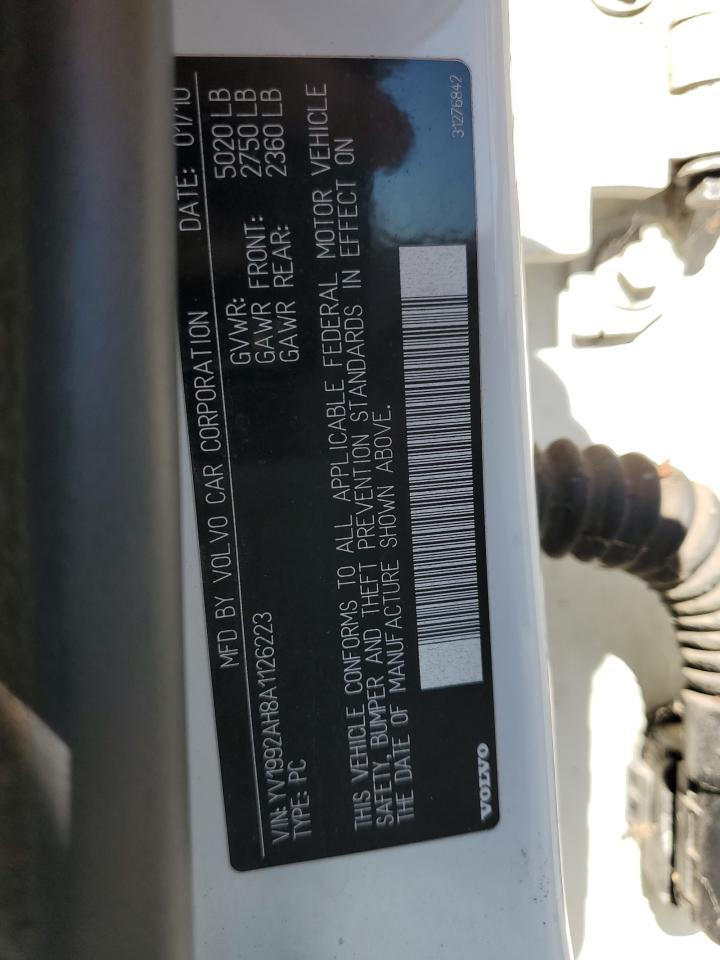 MFD BY VOLVO CAR CORPORATION DATE: 01/10
GVWR: 5020 LB
GAWR FRONT: 2750 LB
GAWR REAR: 2360 LB
VIN: YV1992AH8A1126223
TYPE: PC
THIS VEHICLE CONFORMS TO ALL APPLICABLE FEDERAL MOTOR VEHICLE
SAFETY, BUMPER AND THEFT PREVENTION STANDARDS IN EFFECT ON
THE DATE OF MANUFACTURE SHOWN ABOVE.
VOLVO
31276842